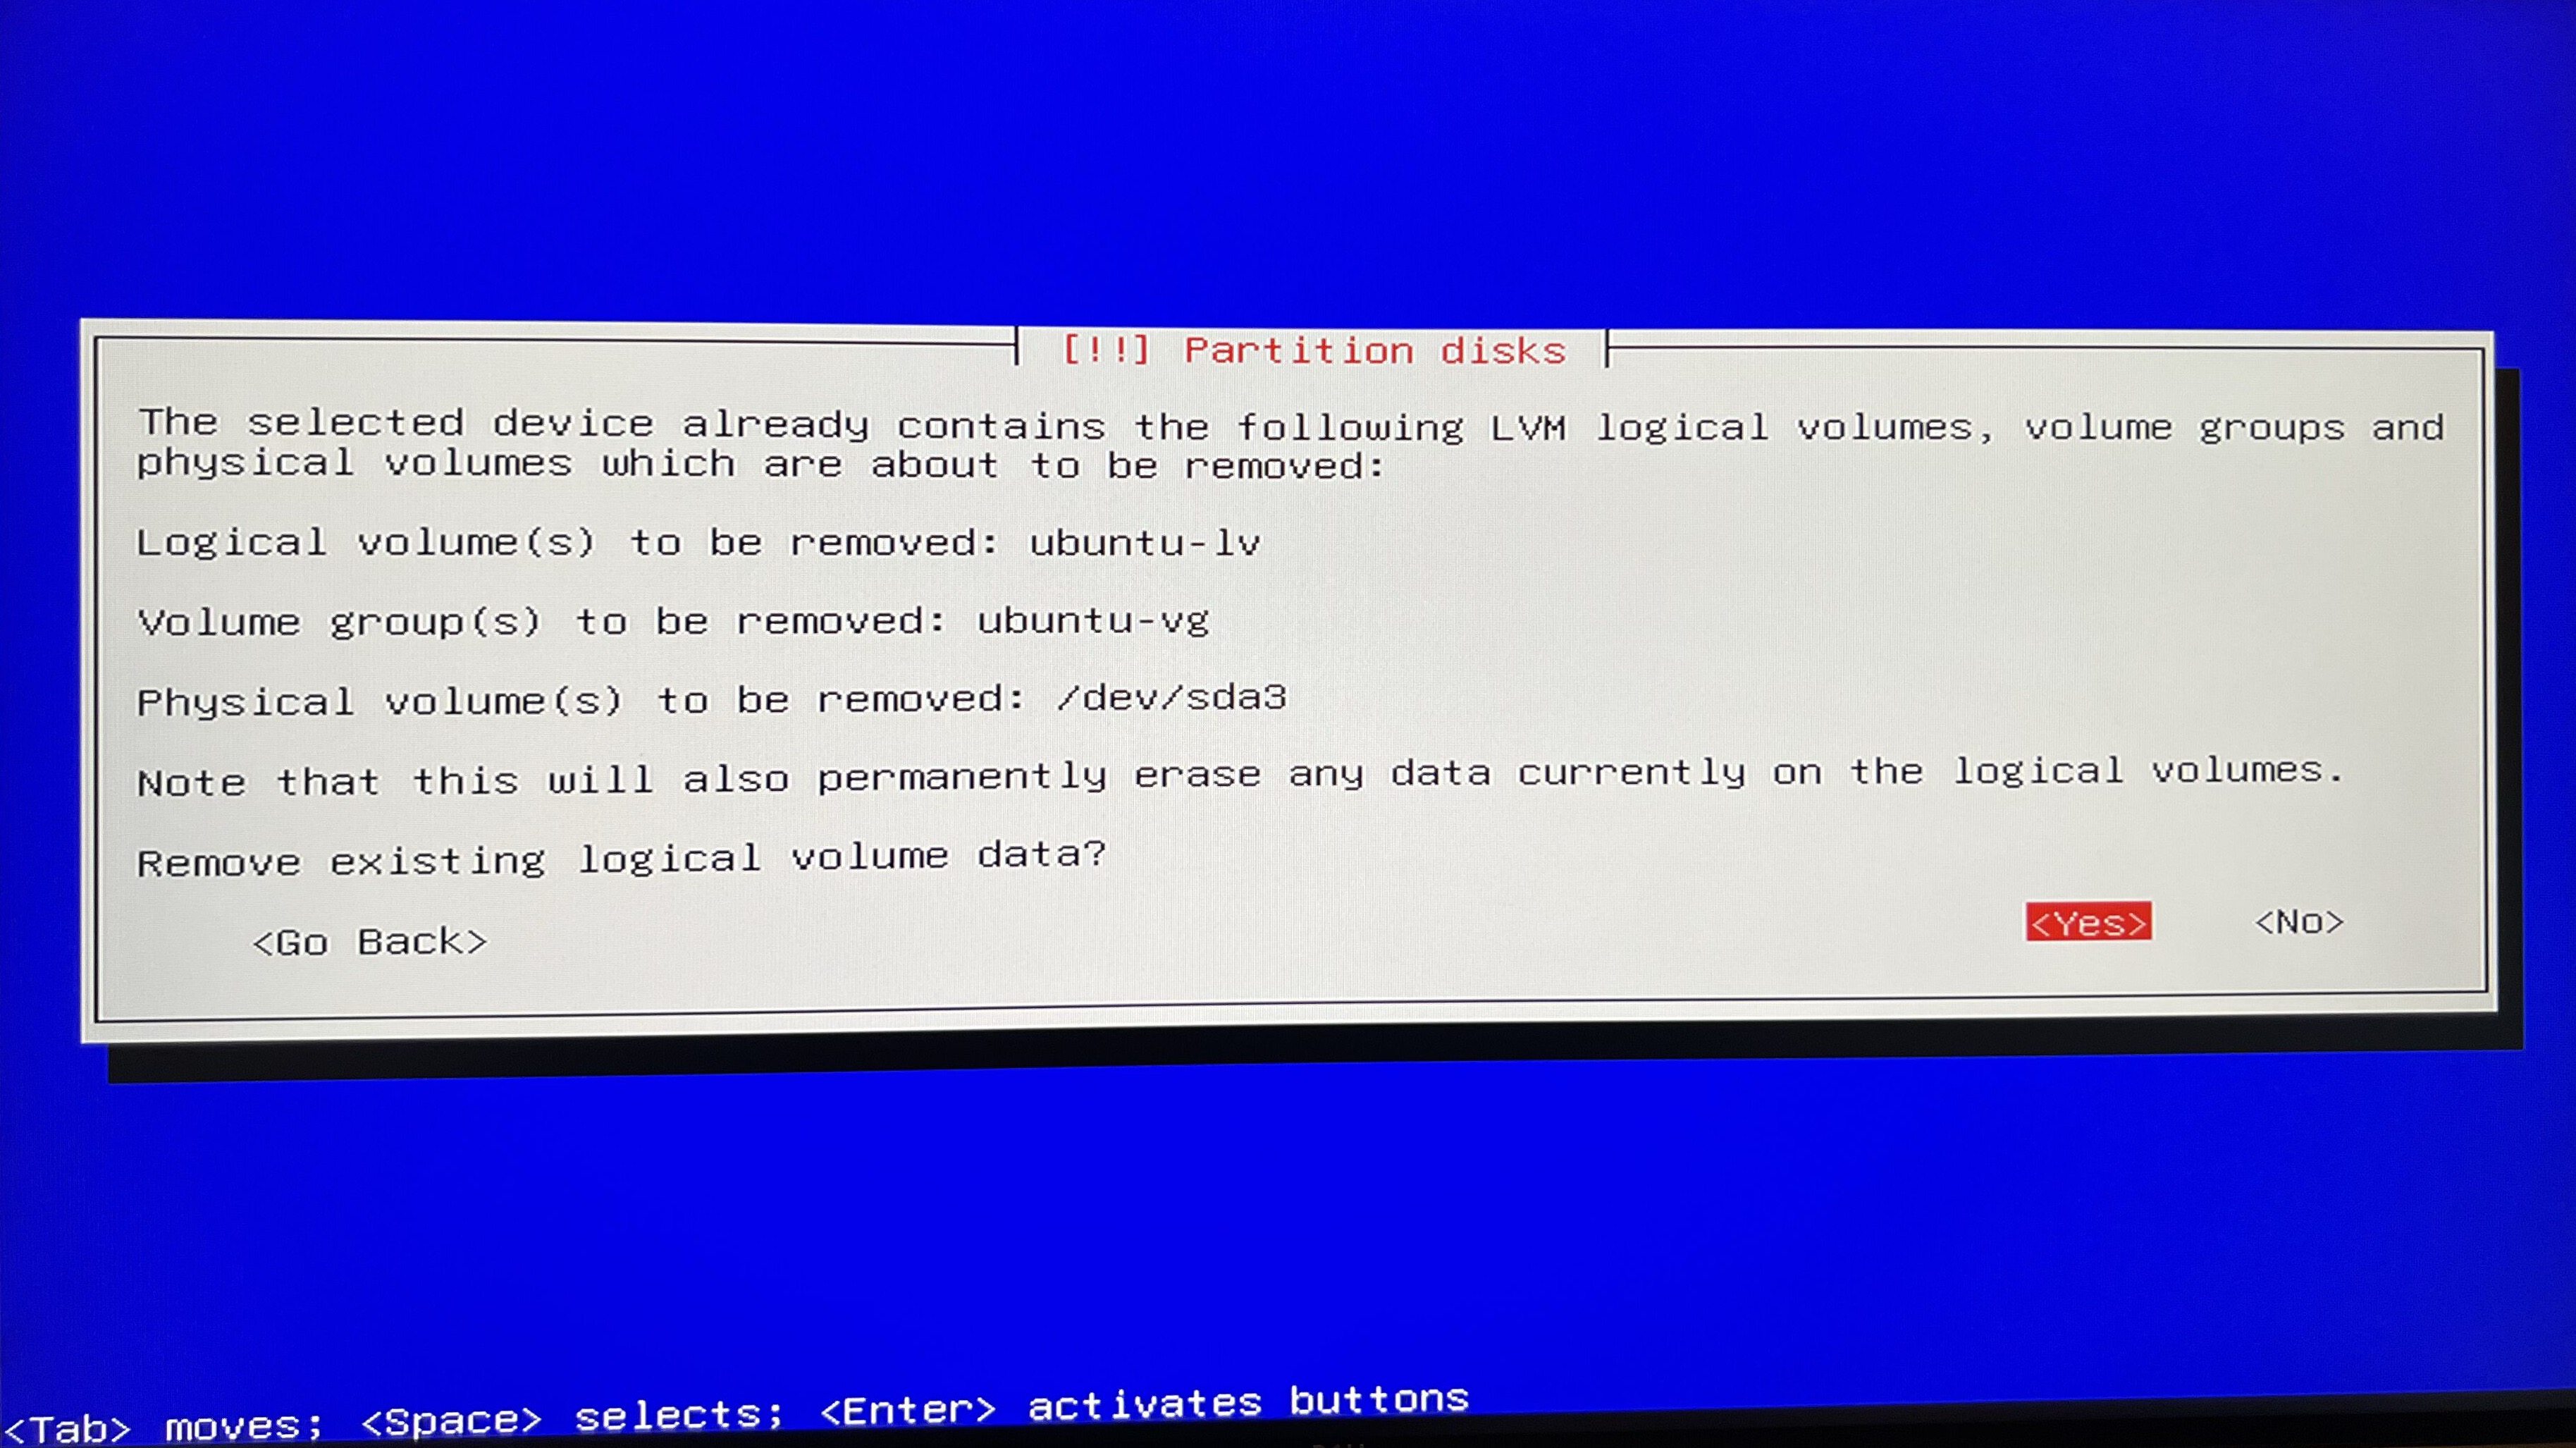 [!!] Partition disks
The selected device already contains the following LVM logical volumes, volume groups and
physical volumes which are about to be removed:
Logical volume(s) to be removed: ubuntu-lv
Volume group(s) to be removed: ubuntu-vg
Physical volume(s) to be removed: /dev/sda3
Note that this will also permanently erase any data currently on the logical volumes.
Remove existing logical volume data?
<Go Back> <Yes> <No>
<Tab> moves; <Space> selects; <Enter> activates buttons